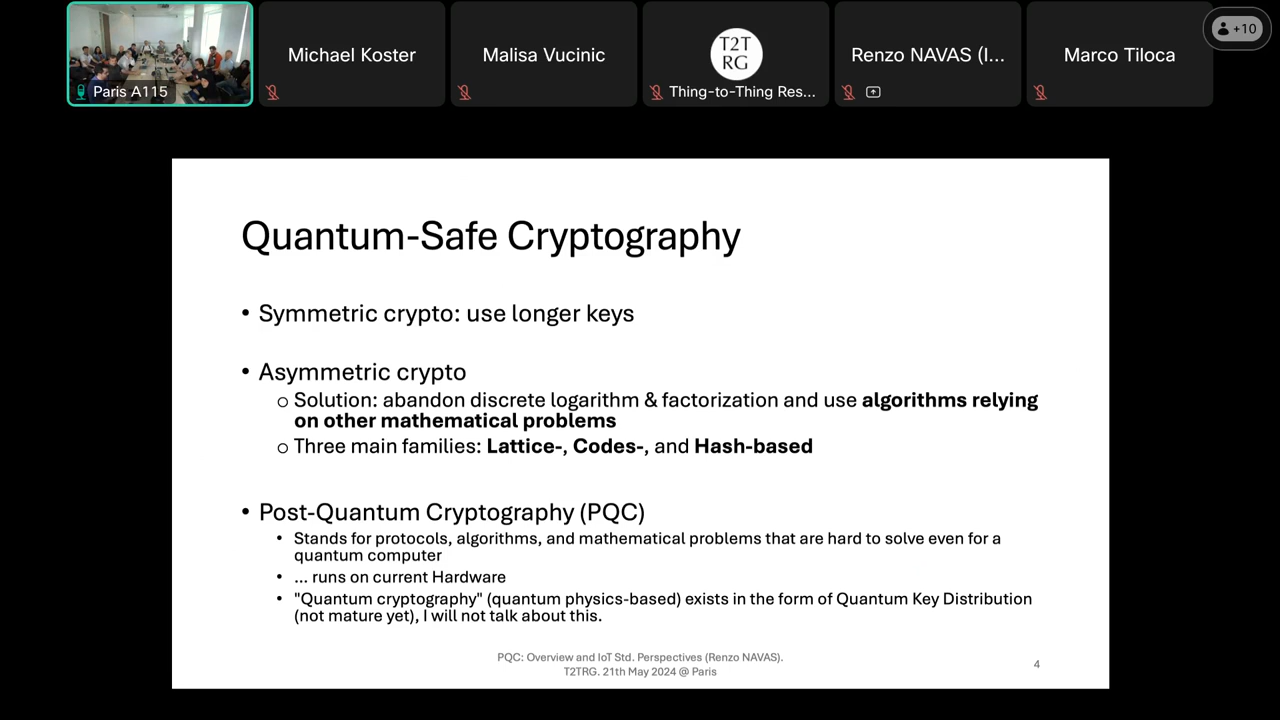 Paris A115
Michael Koster
Malisa Vucinic
T2T
RG
Thing-to-Thing Res...
Renzo NAVAS (I...
Marco Tiloca
+10
Quantum-Safe Cryptography
• Symmetric crypto: use longer keys
• Asymmetric crypto
o Solution: abandon discrete logarithm & factorization and use algorithms relying
on other mathematical problems
o Three main families: Lattice-, Codes-, and Hash-based
• Post-Quantum Cryptography (PQC)
• Stands for protocols, algorithms, and mathematical problems that are hard to solve even for a
quantum computer
• ... runs on current Hardware
• "Quantum cryptography" (quantum physics-based) exists in the form of Quantum Key Distribution
(not mature yet), I will not talk about this.
PQC: Overview and IoT Std. Perspectives (Renzo NAVAS).
T2TRG. 21th May 2024 @ Paris
4